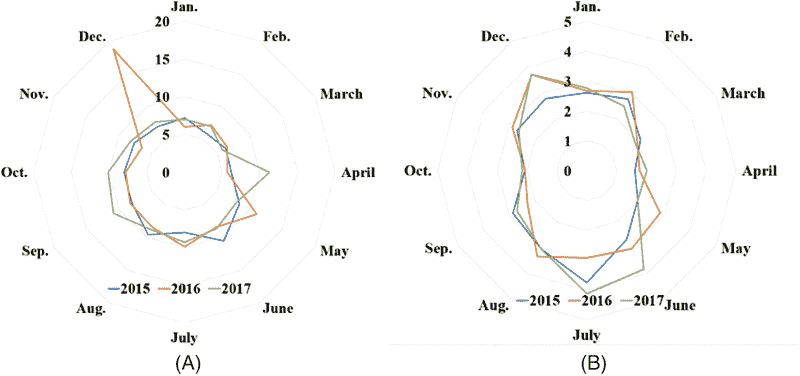 Jan.
Feb.
March
April
May
June
July
Aug.
Sep.
Oct.
Nov.
Dec.
20
15
10
5
0
2015 2016 2017
(A)
Jan.
Feb.
March
April
May
June
July
Aug.
Sep.
Oct.
Nov.
Dec.
5
4
3
2
1
0
2015 2016 2017
(B)